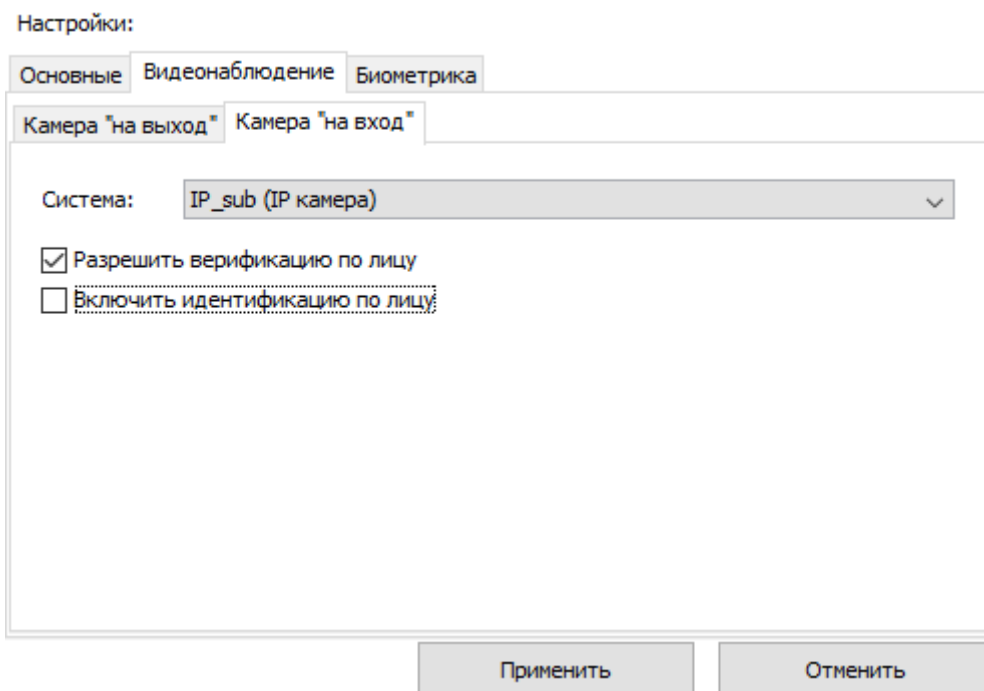 Настройки:
Основные Видеонаблюдение Биометрика
Камера "на выход" Камера "на вход"
Система: IP_sub (IP камера)
Разрешить верификацию по лицу
Включить идентификацию по лицу
Применить Отменить